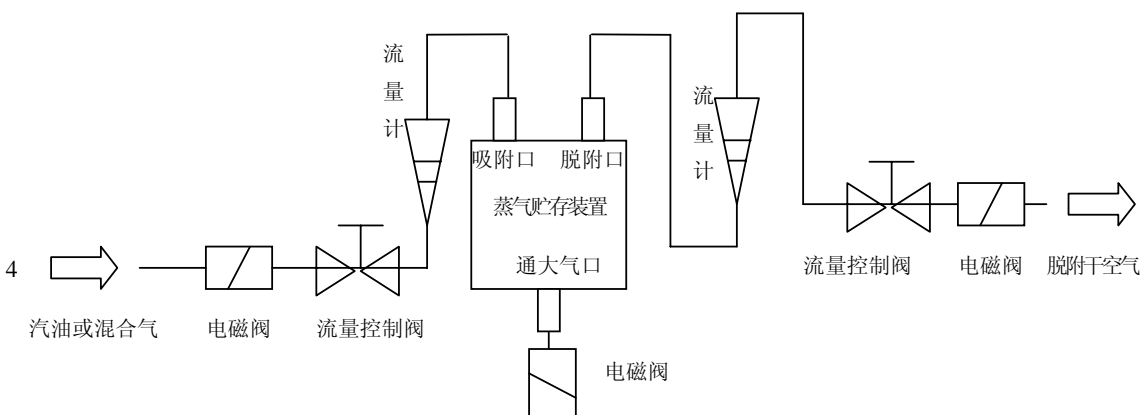 流量计
流量计
吸附口 脱附口
蒸气贮存装置
通大气口
4
汽油或混合气 电磁阀 流量控制阀
流量控制阀 电磁阀 脱附干空气
电磁阀